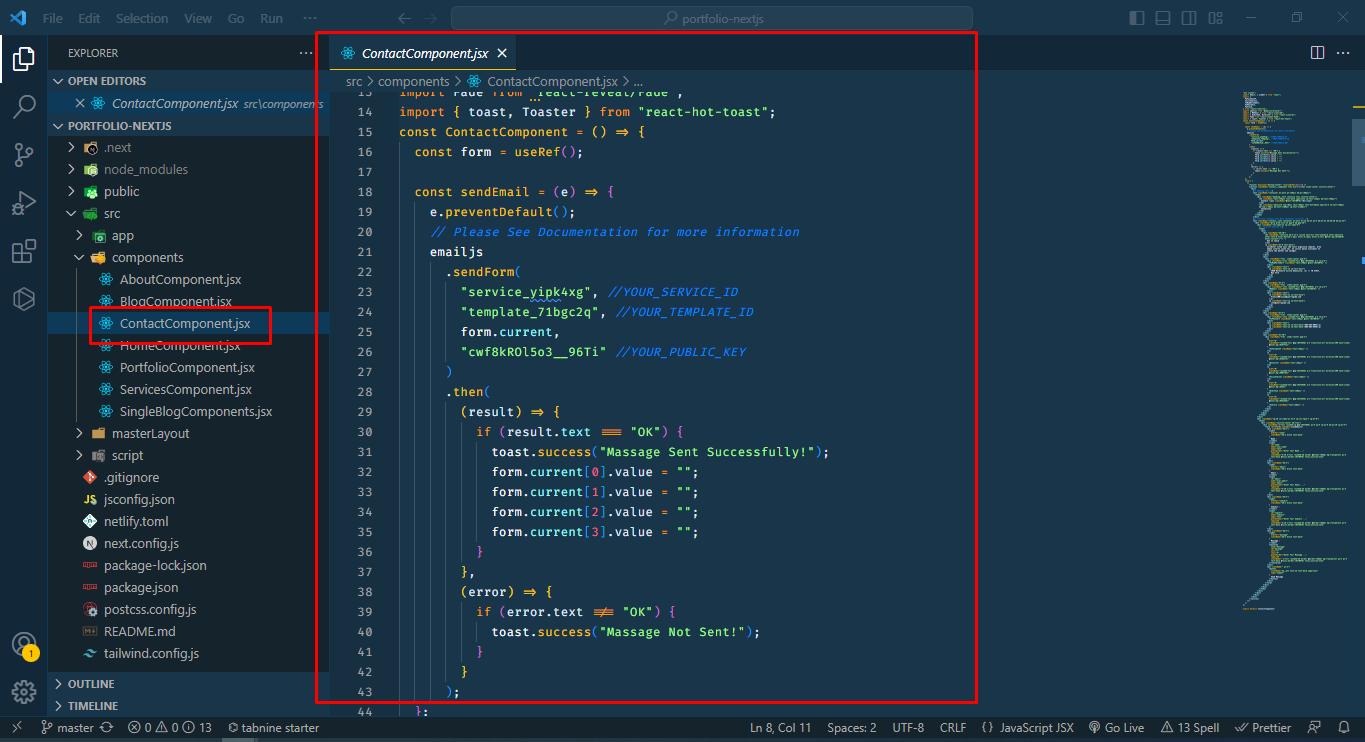 File Edit Selection View Go Run ···
portfolio-nextjs
EXPLORER ···
ContactComponent.jsx
OPEN EDITORS
ContactComponent.jsx src\components
PORTFOLIO-NEXTJS
.next
node_modules
public
src
app
components
AboutComponent.jsx
BlogComponent.jsx
ContactComponent.jsx
HomeComponent.jsx
PortfolioComponent.jsx
ServicesComponent.jsx
SingleBlogComponents.jsx
masterLayout
script
.gitignore
JS jsconfig.json
netlify.toml
N next.config.js
package-lock.json
package.json
postcss.config.js
README.md
tailwind.config.js
OUTLINE
TIMELINE
src > components > ContactComponent.jsx > ...
13 import Fade from "react-reveal/Fade";
14 import { toast, Toaster } from "react-hot-toast";
15 const ContactComponent = () => {
16 const form = useRef();
17
18 const sendEmail = (e) => {
19 e.preventDefault();
20 // Please See Documentation for more information
21 emailjs
22 .sendForm(
23 "service_yipk4xg", //YOUR_SERVICE_ID
24 "template_71bgc2q", //YOUR_TEMPLATE_ID
25 form.current,
26 "cwf8kROl5o3__96Ti" //YOUR_PUBLIC_KEY
27 )
28 .then(
29 (result) => {
30 if (result.text === "OK") {
31 toast.success("Massage Sent Successfully!");
32 form.current[0].value = "";
33 form.current[1].value = "";
34 form.current[2].value = "";
35 form.current[3].value = "";
36 }
37 },
38 (error) => {
39 if (error.text !== "OK") {
40 toast.success("Massage Not Sent!");
41 }
42 }
43 );
44 };
1
master 0 0 13 tabnine starter Ln 8, Col 11 Spaces: 2 UTF-8 CRLF {} JavaScript JSX Go Live 13 Spell Prettier